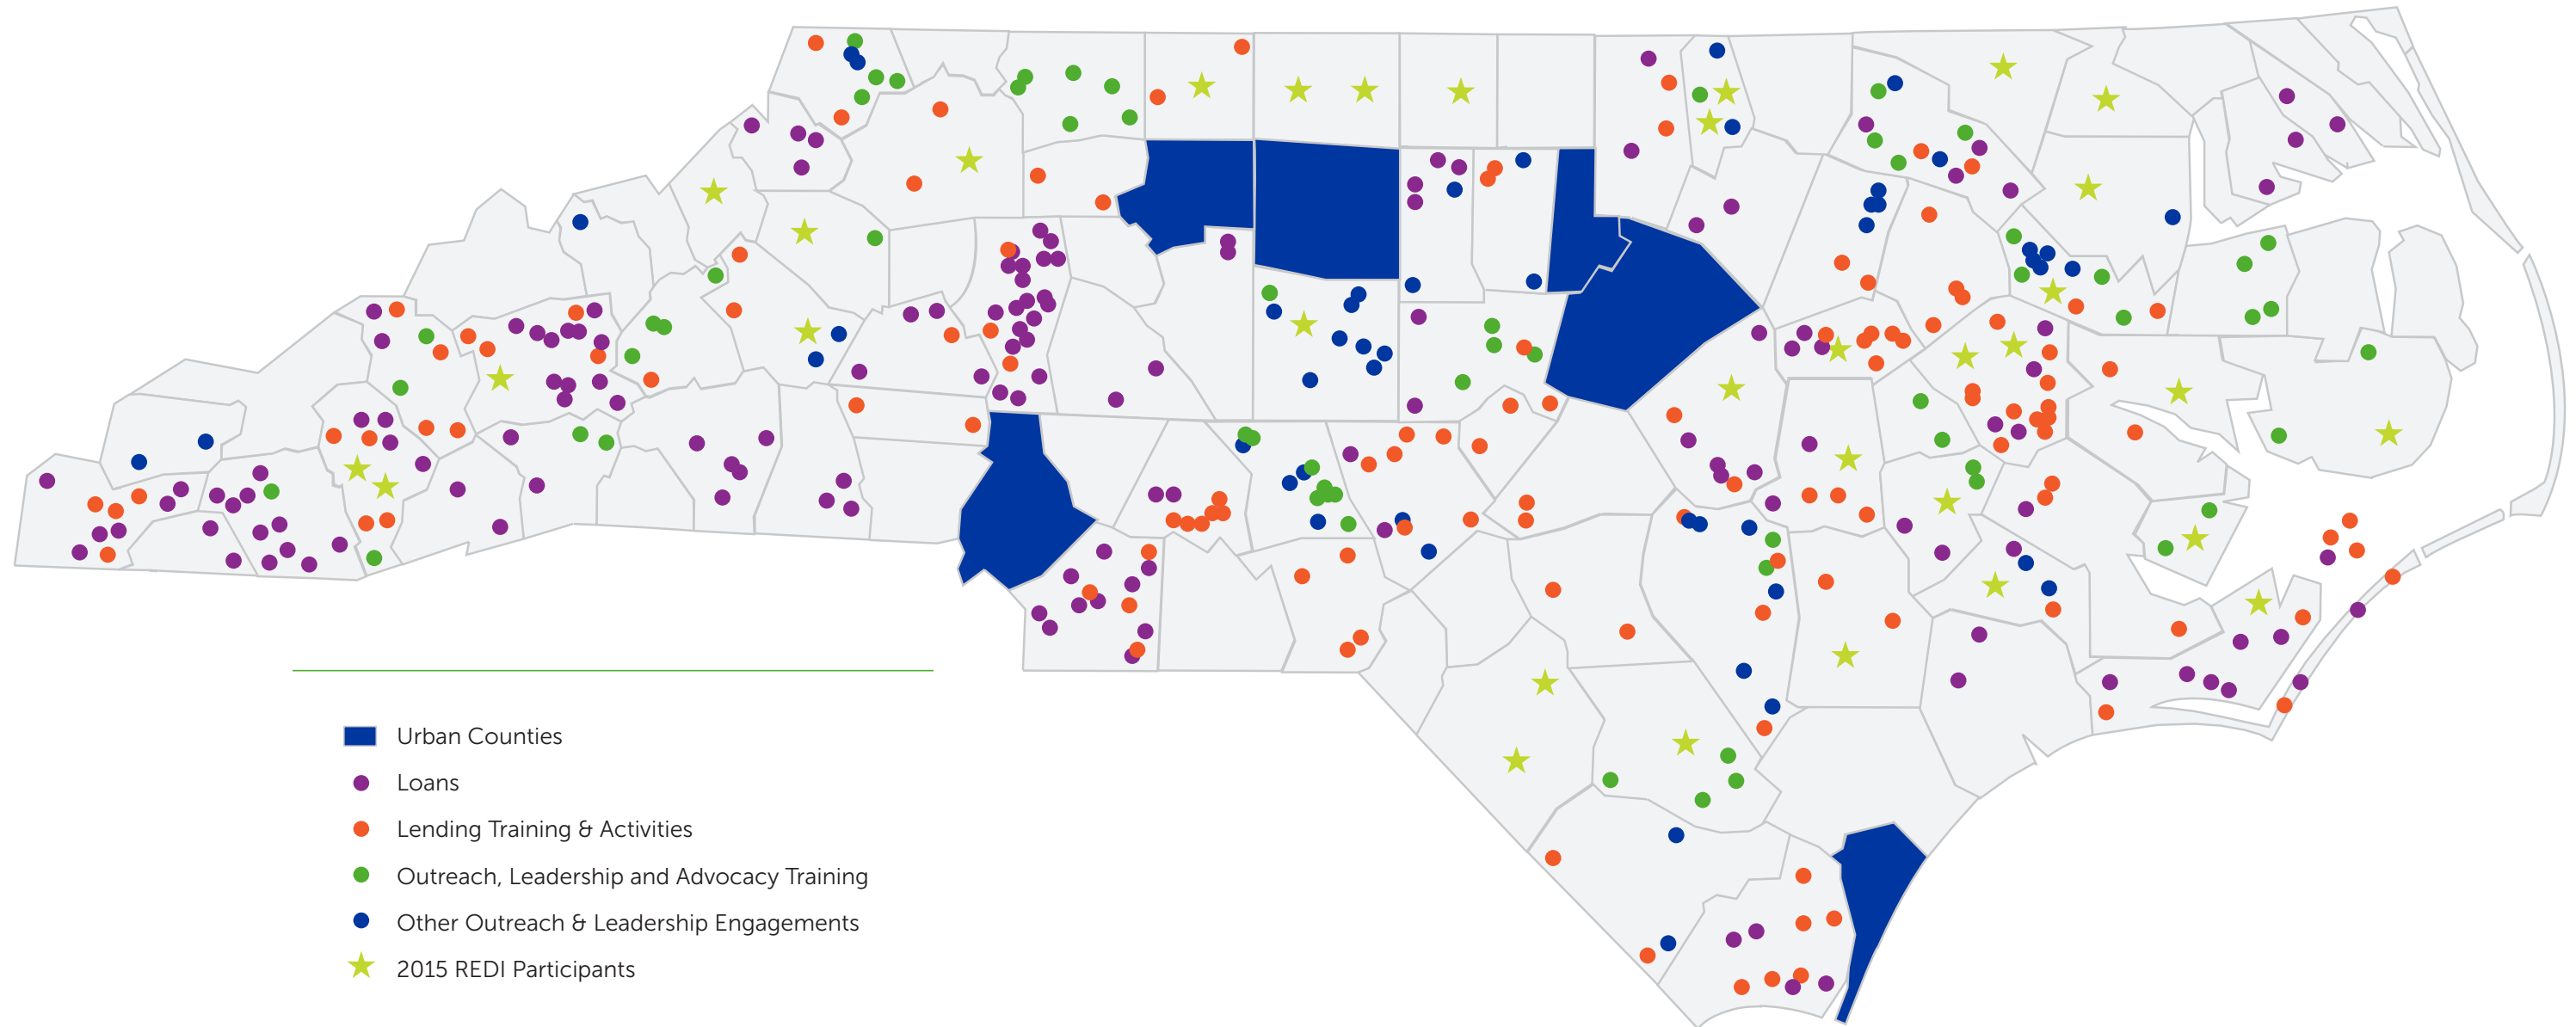 Urban Counties
Loans
Lending Training & Activities
Outreach, Leadership and Advocacy Training
Other Outreach & Leadership Engagements
2015 REDI Participants